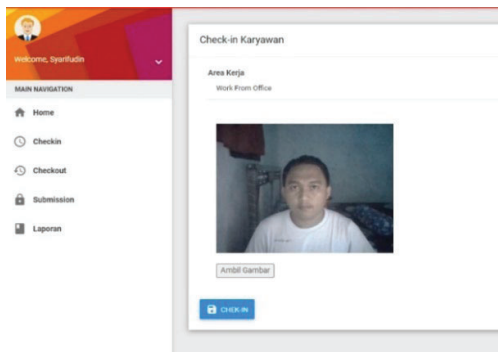 Welcome, Syarifudin
MAIN NAVIGATION
Home
Checkin
Checkout
Submission
Laporan
Check-in Karyawan
Area Kerja
Work From Office
Ambil Gambar
CHEK IN